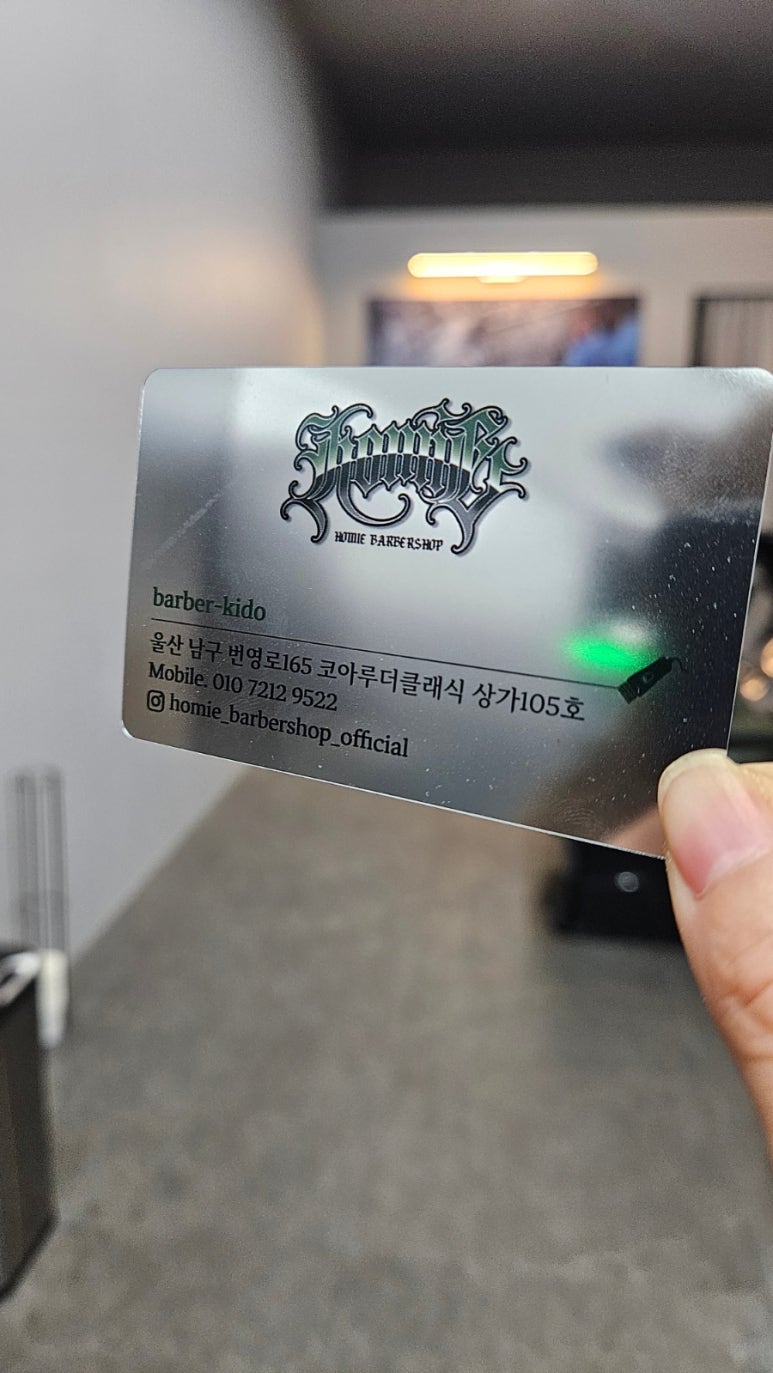 Homie
HOMIE BARBERSHOP
barber-kido
울산 남구 번영로165 코아루더클래식 상가105호
Mobile. 010 7212 9522
homie_barbershop_official